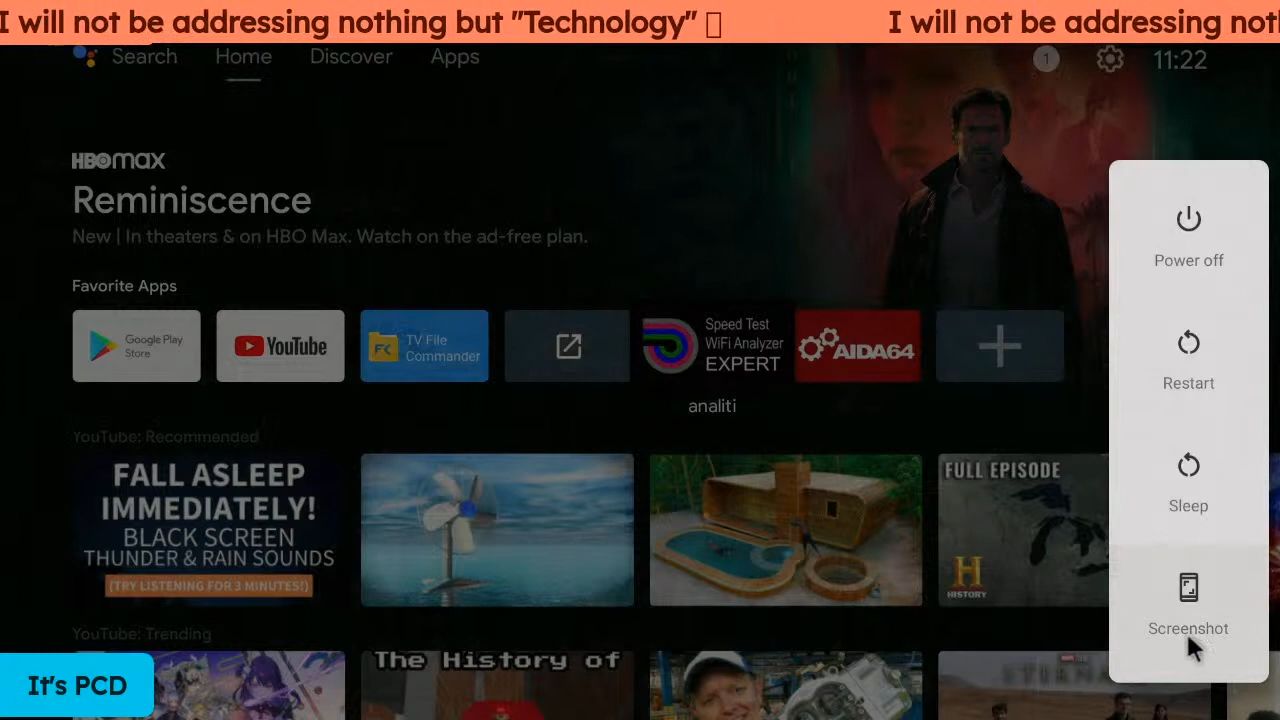 I will not be addressing nothing but "Technology"
I will not be addressing noth
Search
Home
Discover
Apps
1
11:22
HBOmax
Reminiscence
New | In theaters & on HBO Max. Watch on the ad-free plan.
Favorite Apps
Google Play
Store
YouTube
TV File
Commander
Speed Test
WiFi Analyzer
EXPERT
AIDA64
analiti
YouTube: Recommended
FALL ASLEEP
IMMEDIATELY!
BLACK SCREEN
THUNDER & RAIN SOUNDS
(TRY LISTENING FOR 3 MINUTES!)
FULL EPISODE
H
HISTORY
YouTube: Trending
The History of
ETERNA
Power off
Restart
Sleep
Screenshot
It's PCD